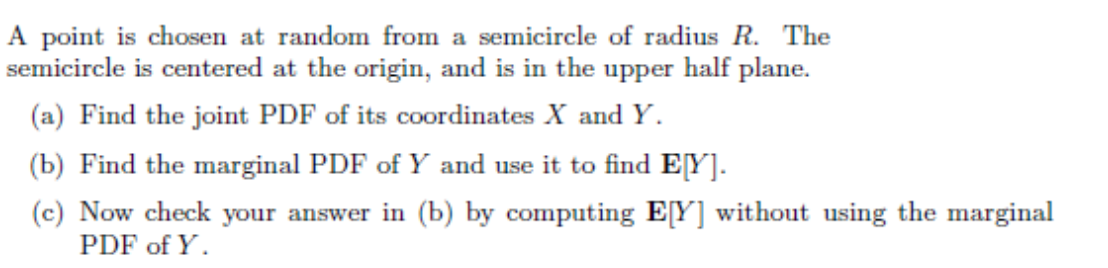 A point is chosen at random from a semicircle of radius R. The
semicircle is centered at the origin, and is in the upper half plane.
(a) Find the joint PDF of its coordinates X and Y.
(b) Find the marginal PDF of Y and use it to find E[Y].
(c) Now check your answer in (b) by computing E[Y] without using the marginal
PDF of Y.